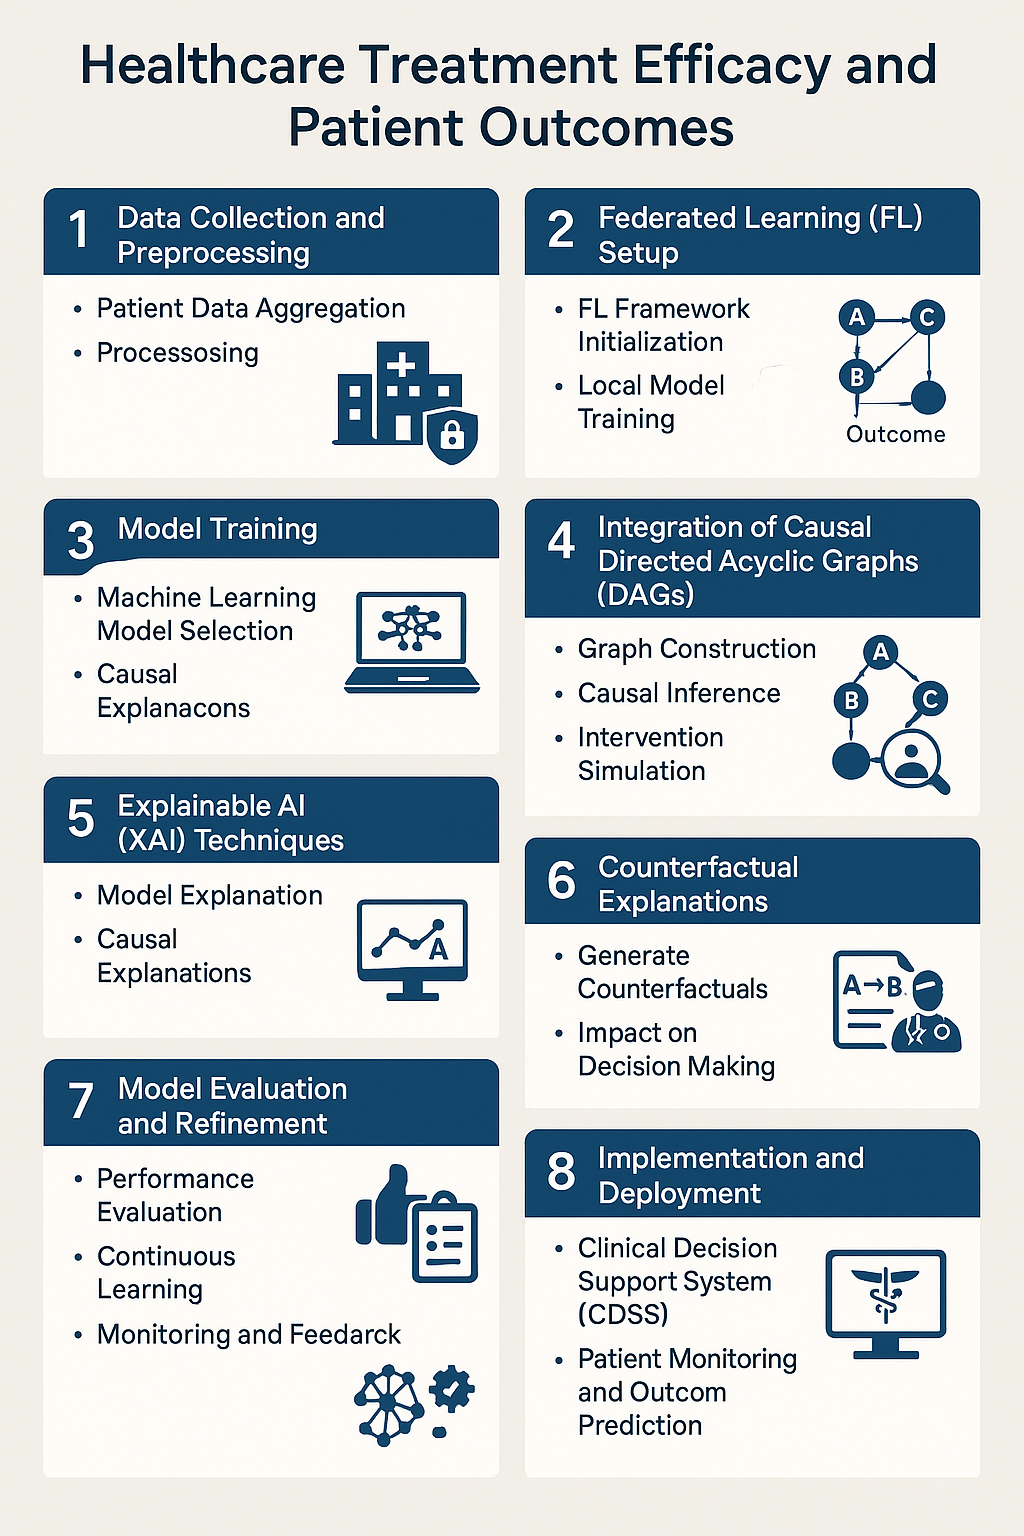 Healthcare Treatment Efficacy and
Patient Outcomes
1
Data Collection and
Preprocessing
• Patient Data Aggregation
• Processosing
2
Federated Learning (FL)
Setup
• FL Framework
Initialization
• Local Model
Training
A
C
B
Outcome
3
Model Training
• Machine Learning
Model Selection
• Causal
Explanacons
4
Integration of Causal
Directed Acyclic Graphs
(DAGs)
• Graph Construction
• Causal Inference
• Intervention
Simulation
A
B
C
5
Explainable AI
(XAI) Techniques
• Model Explanation
• Causal
Explanations
A
6
Counterfactual
Explanations
• Generate
Counterfactuals
• Impact on
Decision Making
A→B
7
Model Evaluation
and Refinement
• Performance
Evaluation
• Continuous
Learning
• Monitoring and Feedarck
8
Implementation and
Deployment
• Clinical Decision
Support System
(CDSS)
• Patient Monitoring
and Outcom
Prediction